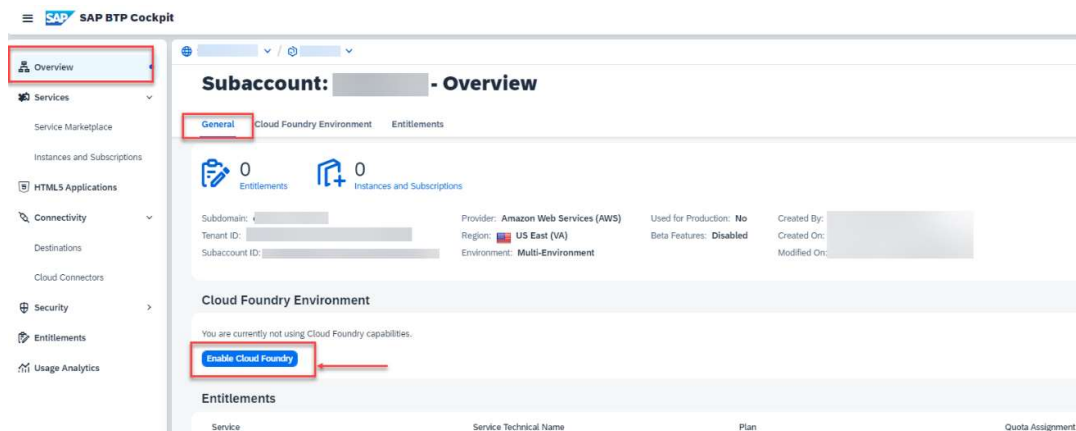 SAP SAP BTP Cockpit
Overview
Services
Service Marketplace
Instances and Subscriptions
HTML5 Applications
Connectivity
Destinations
Cloud Connectors
Security
Entitlements
Usage Analytics
/
Subaccount: - Overview
General Cloud Foundry Environment Entitlements
0 Entitlements
0 Instances and Subscriptions
Subdomain:
Tenant ID:
Subaccount ID:
Provider: Amazon Web Services (AWS)
Region: US East (VA)
Environment: Multi-Environment
Used for Production: No
Beta Features: Disabled
Created By:
Created On:
Modified On:
Cloud Foundry Environment
You are currently not using Cloud Foundry capabilities.
Enable Cloud Foundry
Entitlements
Service Service Technical Name Plan Quota Assignment